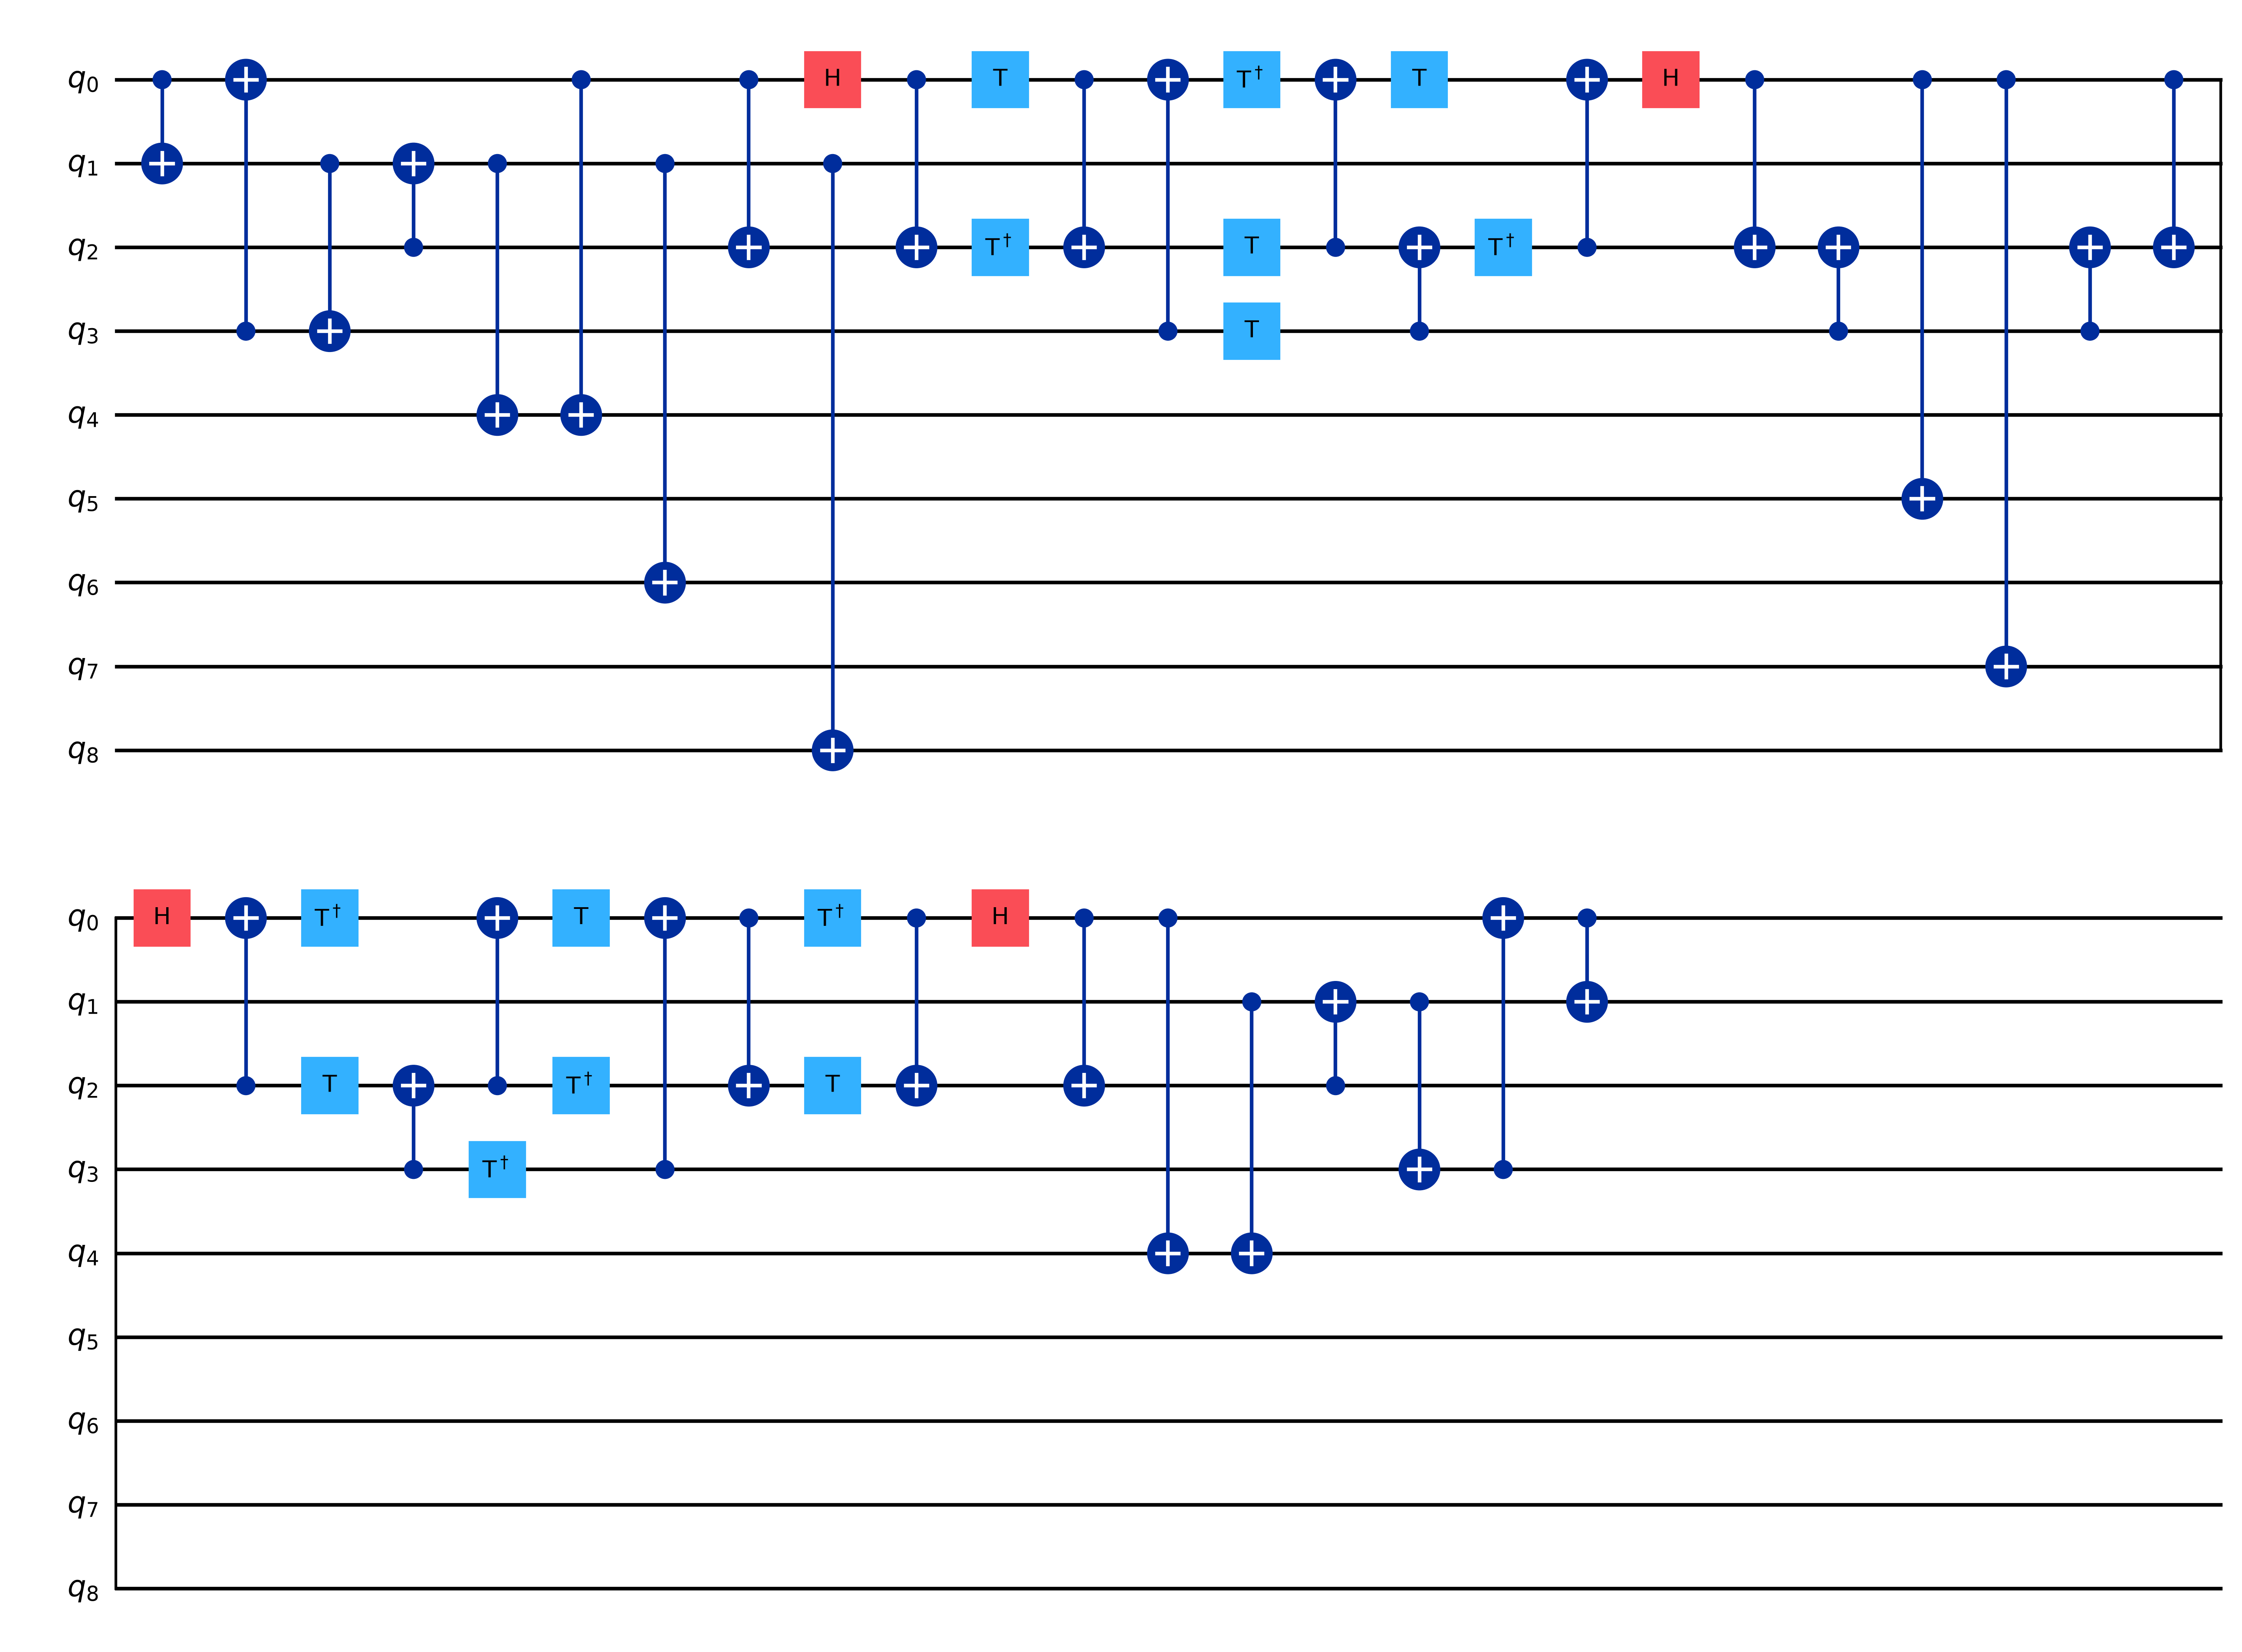 q0 H T T† T H
q1
q2 T† T T†
q3 T
q4
q5
q6
q7
q8
q0 H T† T T† H
q1
q2 T T† T
q3 T†
q4
q5
q6
q7
q8